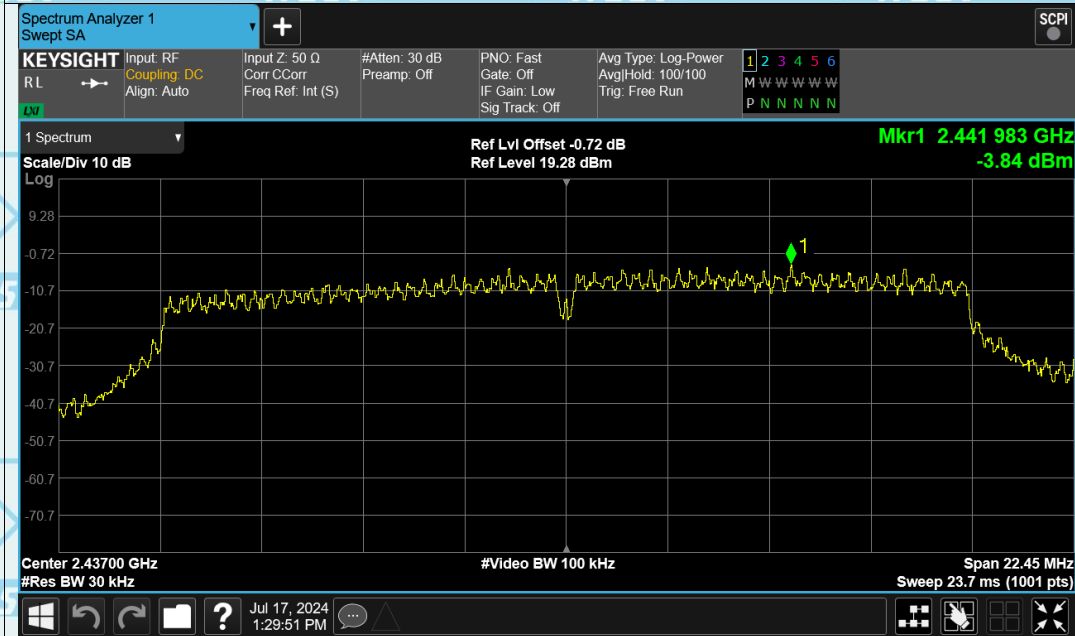 Spectrum Analyzer 1
Swept SA
+
SCPI
KEYSIGHT
R L
LXI
Input: RF
Coupling: DC
Align: Auto
Input Z: 50 Ω
Corr CCorr
Freq Ref: Int (S)
#Atten: 30 dB
Preamp: Off
PNO: Fast
Gate: Off
IF Gain: Low
Sig Track: Off
Avg Type: Log-Power
Avg|Hold: 100/100
Trig: Free Run
1 2 3 4 5 6
M W W W W W
P N N N N N
1 Spectrum
Scale/Div 10 dB
Log
Ref Lvl Offset -0.72 dB
Ref Level 19.28 dBm
Mkr1 2.441 983 GHz
-3.84 dBm
9.28
-0.72
-10.7
-20.7
-30.7
-40.7
-50.7
-60.7
-70.7
1
Center 2.43700 GHz
#Res BW 30 kHz
#Video BW 100 kHz
Span 22.45 MHz
Sweep 23.7 ms (1001 pts)
?
Jul 17, 2024
1:29:51 PM